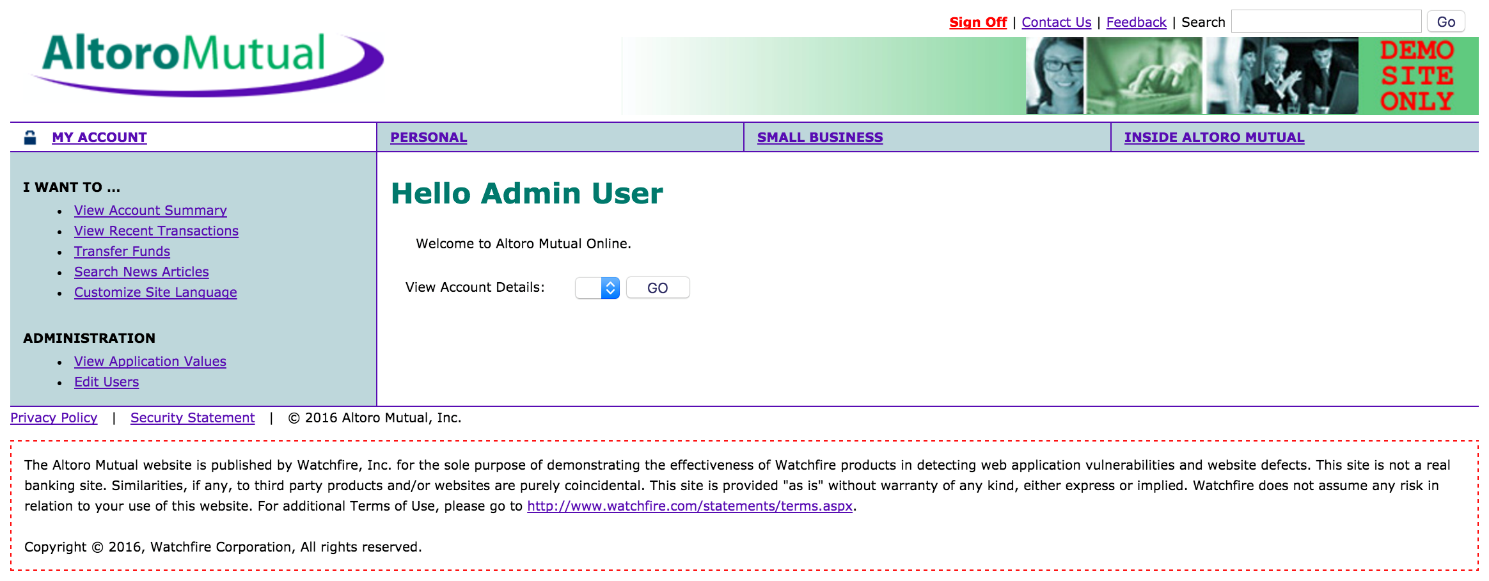 Sign Off | Contact Us | Feedback | Search Go
AltoroMutual
DEMO
SITE
ONLY
MY ACCOUNT PERSONAL SMALL BUSINESS INSIDE ALTORO MUTUAL
I WANT TO ...
• View Account Summary
• View Recent Transactions
• Transfer Funds
• Search News Articles
• Customize Site Language
ADMINISTRATION
• View Application Values
• Edit Users
Hello Admin User
Welcome to Altoro Mutual Online.
View Account Details: GO
Privacy Policy | Security Statement | © 2016 Altoro Mutual, Inc.
The Altoro Mutual website is published by Watchfire, Inc. for the sole purpose of demonstrating the effectiveness of Watchfire products in detecting web application vulnerabilities and website defects. This site is not a real
banking site. Similarities, if any, to third party products and/or websites are purely coincidental. This site is provided "as is" without warranty of any kind, either express or implied. Watchfire does not assume any risk in
relation to your use of this website. For additional Terms of Use, please go to http://www.watchfire.com/statements/terms.aspx.
Copyright © 2016, Watchfire Corporation, All rights reserved.